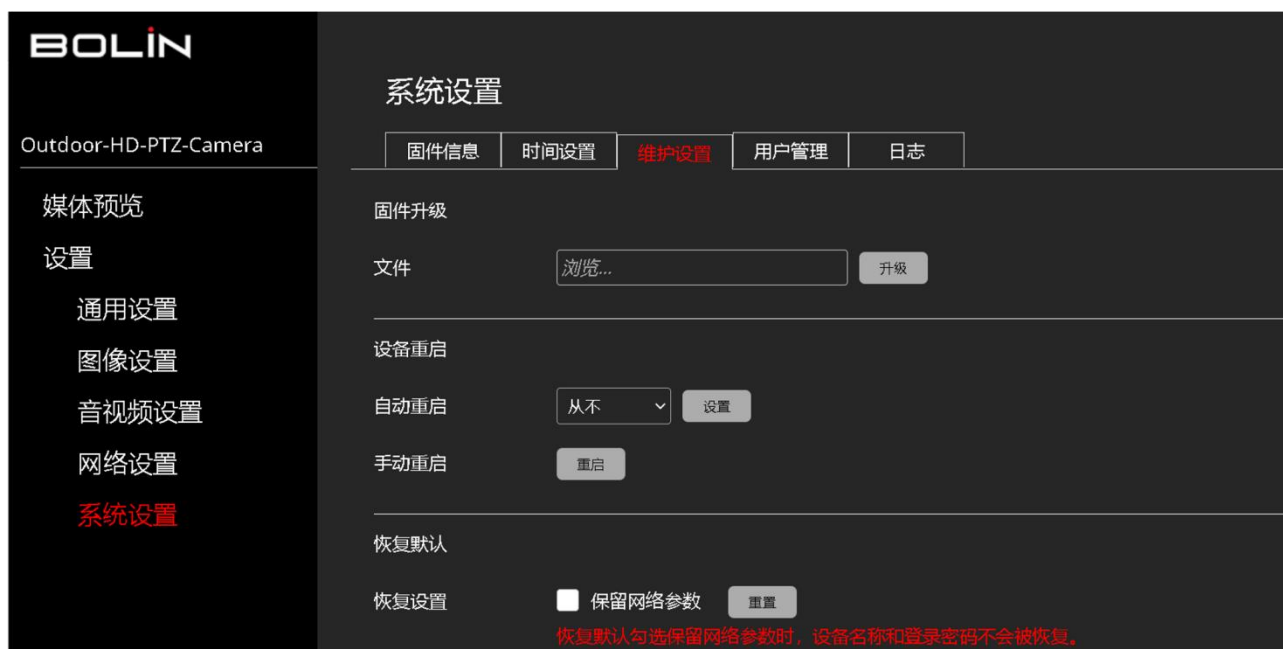 BOLIN
Outdoor-HD-PTZ-Camera
媒体预览
设置
通用设置
图像设置
音视频设置
网络设置
系统设置
系统设置
固件信息 时间设置 维护设置 用户管理 日志
固件升级
文件 浏览... 升级
设备重启
自动重启 从不 设置
手动重启 重启
恢复默认
恢复设置 保留网络参数 重置
恢复默认勾选保留网络参数时，设备名称和登录密码不会被恢复。